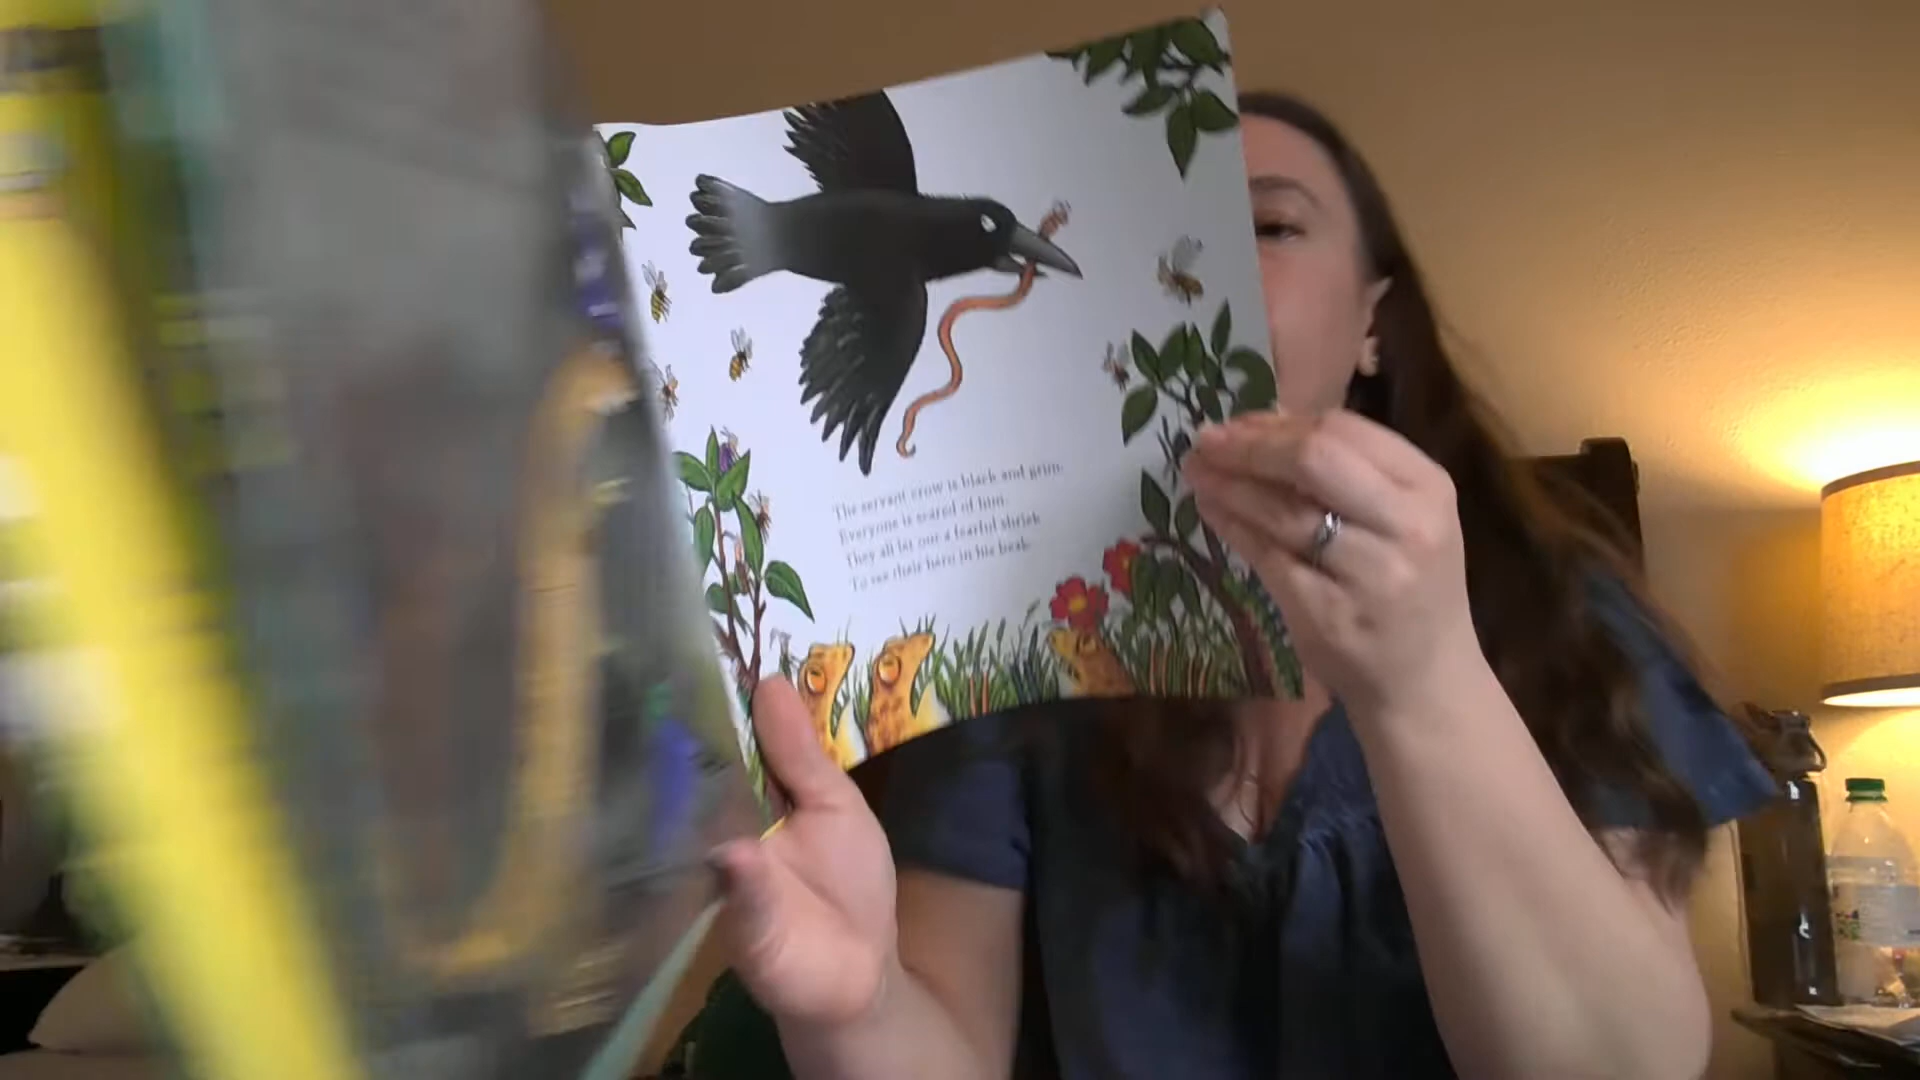 The servant crow is black and grim.
Everyone is scared of him.
They all let out a fearful shriek
To see their hero in his beak.